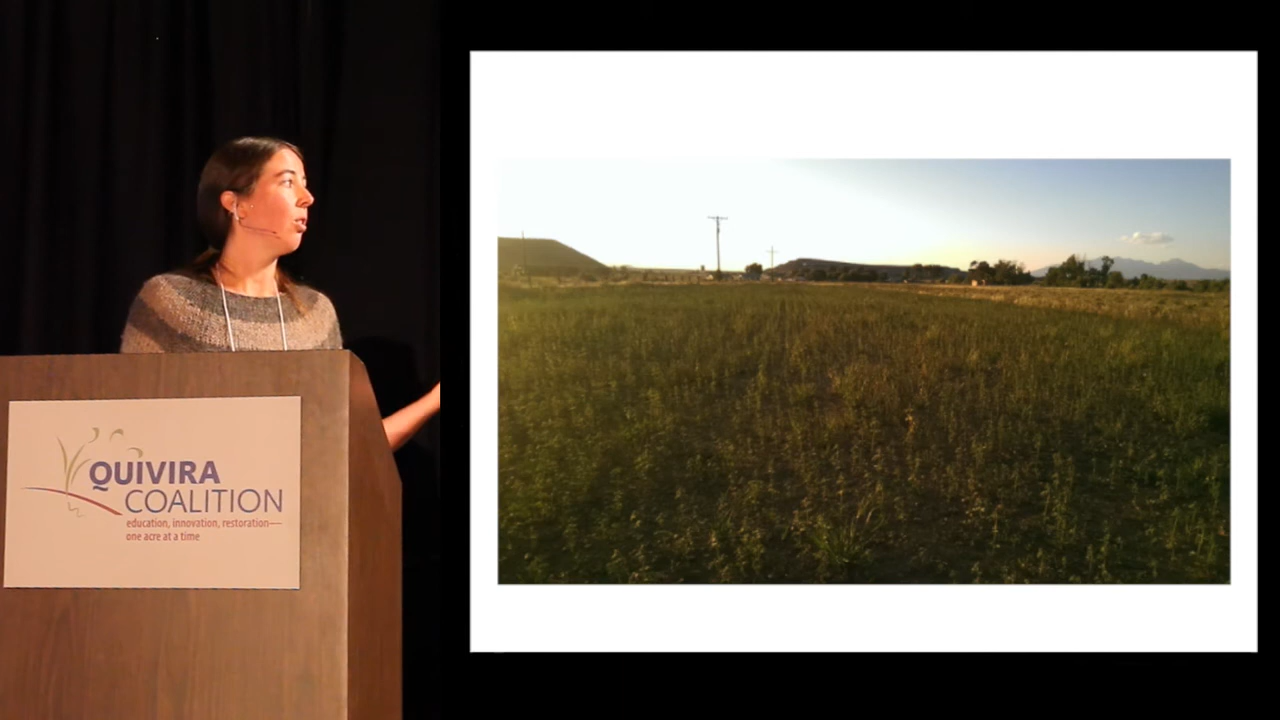 QUIVIRA
COALITION
education, innovation, restoration—
one acre at a time